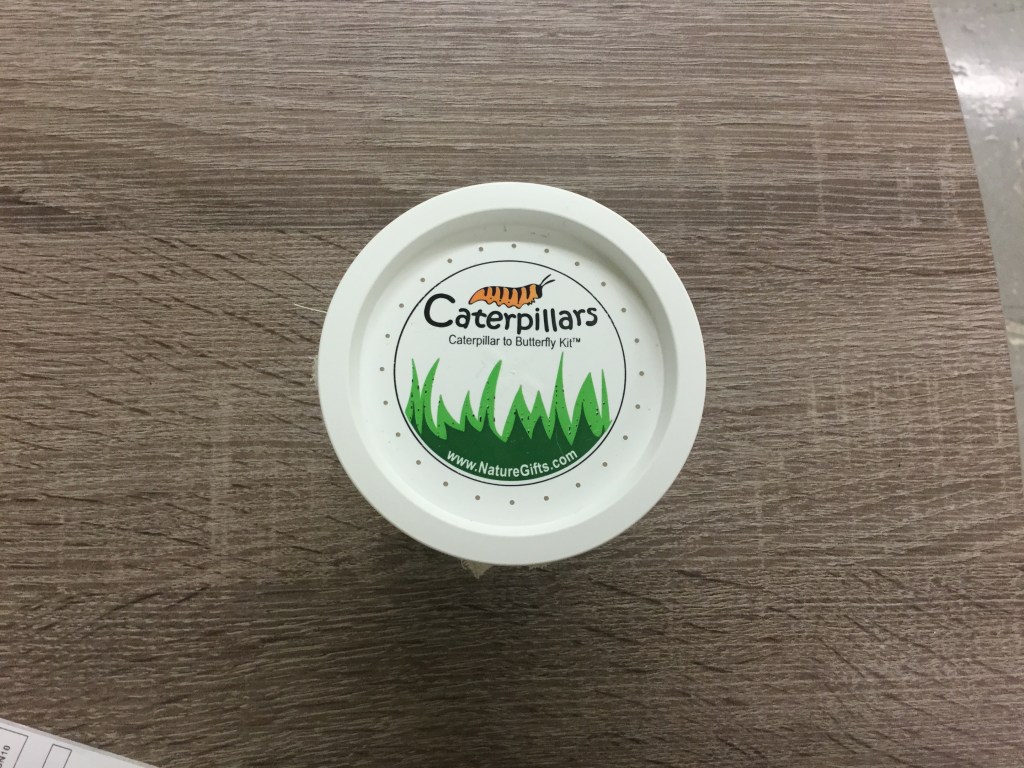 Caterpillars
Caterpillar to Butterfly Kit™
www.NatureGifts.com